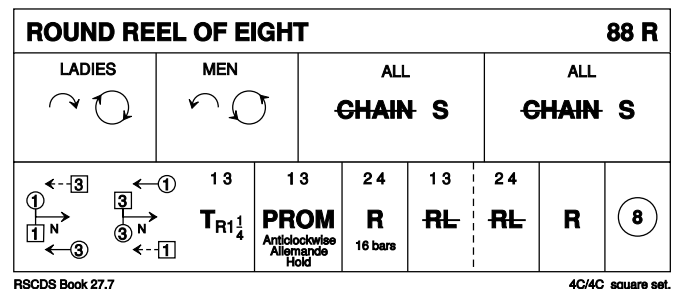 ROUND REEL OF EIGHT 88 R
LADIES MEN ALL ALL
CHAIN S CHAIN S
3 1 1 3 2 4 1 3 2 4
1 3 1 3
N N TR1 1/4 PROM R RL RL R 8
1 3 Anticlockwise 16 bars
3 1 Allemande
Hold
RSCDS Book 27.7 4C/4C square set.